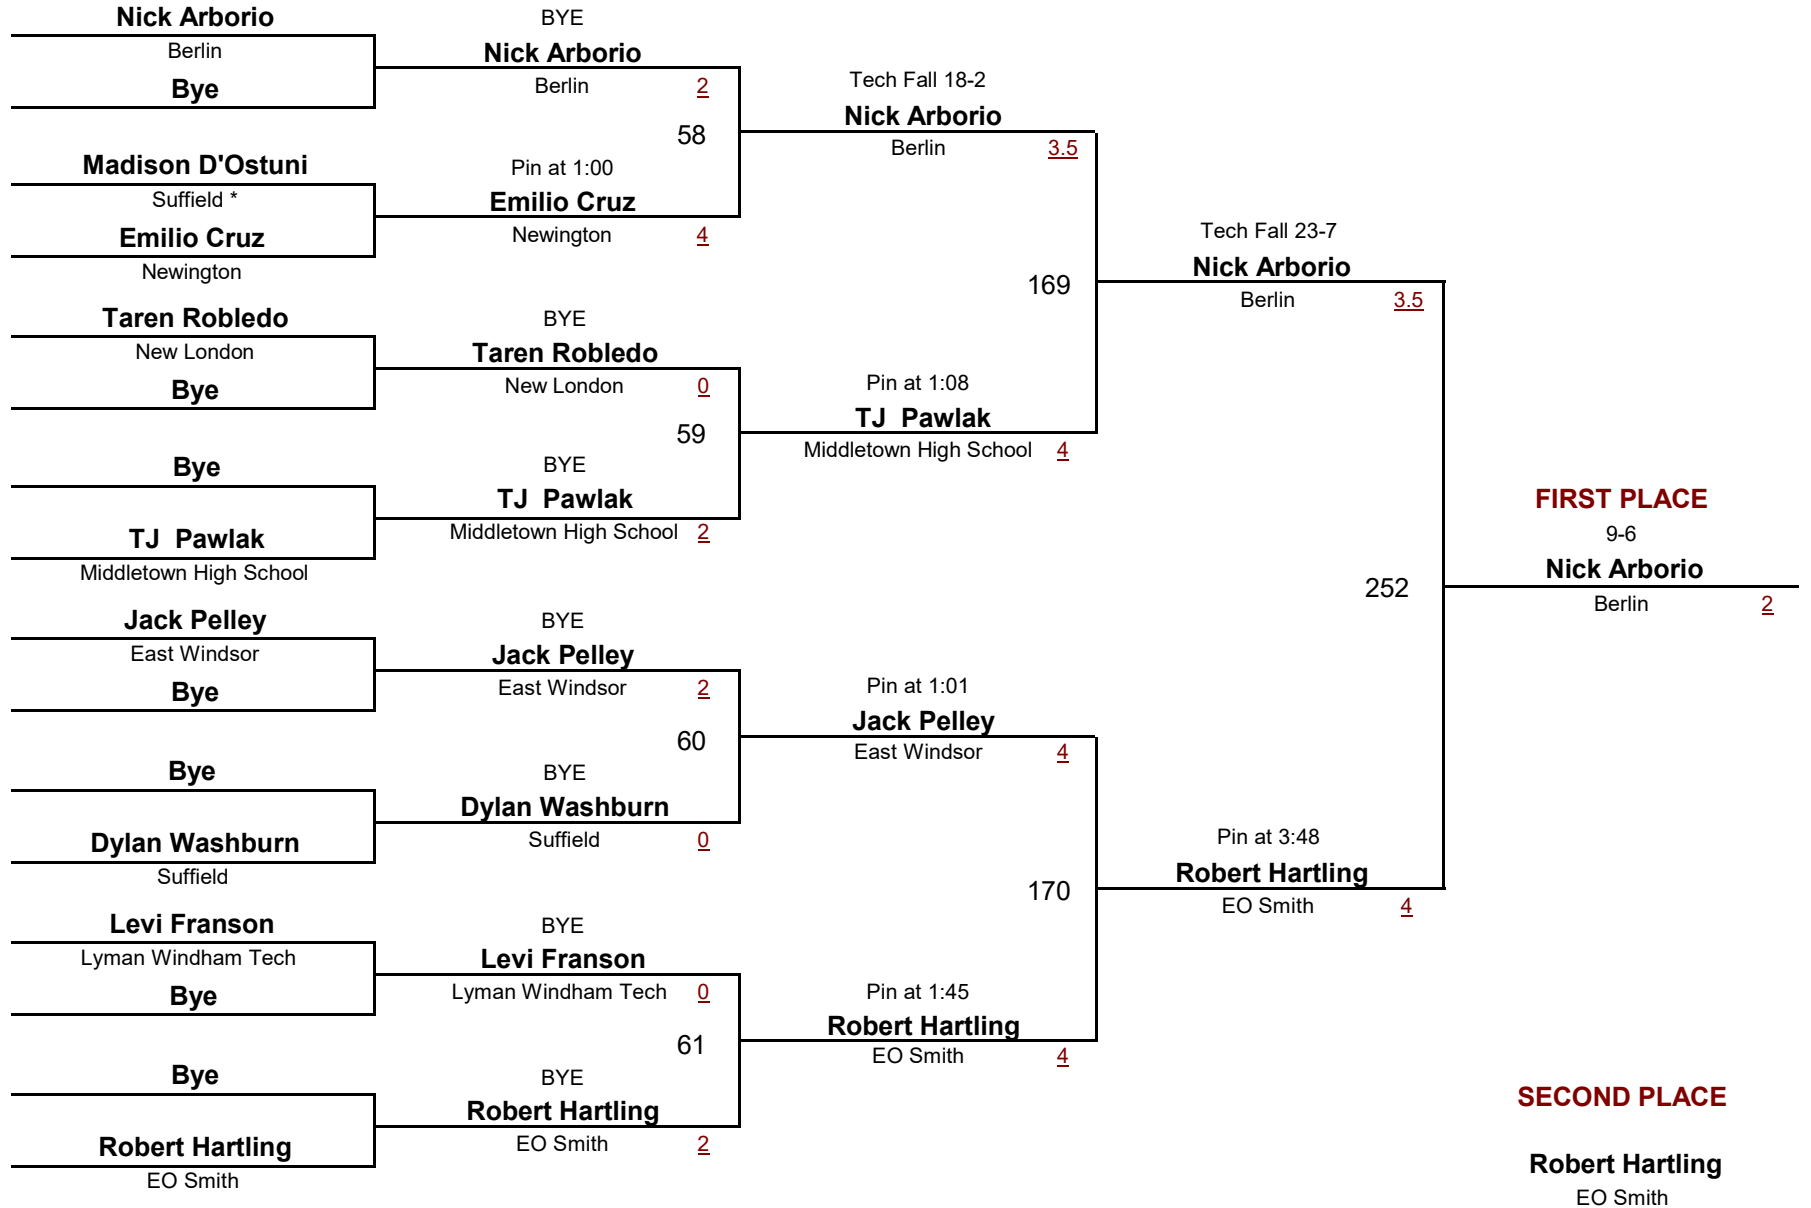 Nick Arborio
Berlin
Bye
Madison D'Ostuni
Suffield *
Emilio Cruz
Newington
Taren Robledo
New London
Bye
Bye
TJ  Pawlak
Middletown High School
Jack Pelley
East Windsor
Bye
Bye
Dylan Washburn
Suffield
Levi Franson
Lyman Windham Tech
Bye
Bye
Robert Hartling
EO Smith
BYE
Nick Arborio
Berlin 2
58
Pin at 1:00
Emilio Cruz
Newington 4
BYE
Taren Robledo
New London 0
59
BYE
TJ  Pawlak
Middletown High School 2
BYE
Jack Pelley
East Windsor 2
60
BYE
Dylan Washburn
Suffield 0
BYE
Levi Franson
Lyman Windham Tech 0
61
BYE
Robert Hartling
EO Smith 2
Tech Fall 18-2
Nick Arborio
Berlin 3.5
169
Pin at 1:08
TJ  Pawlak
Middletown High School 4
Pin at 1:01
Jack Pelley
East Windsor 4
170
Pin at 1:45
Robert Hartling
EO Smith 4
Tech Fall 23-7
Nick Arborio
Berlin 3.5
252
Pin at 3:48
Robert Hartling
EO Smith 4
FIRST PLACE
9-6
Nick Arborio
Berlin 2
SECOND PLACE
Robert Hartling
EO Smith